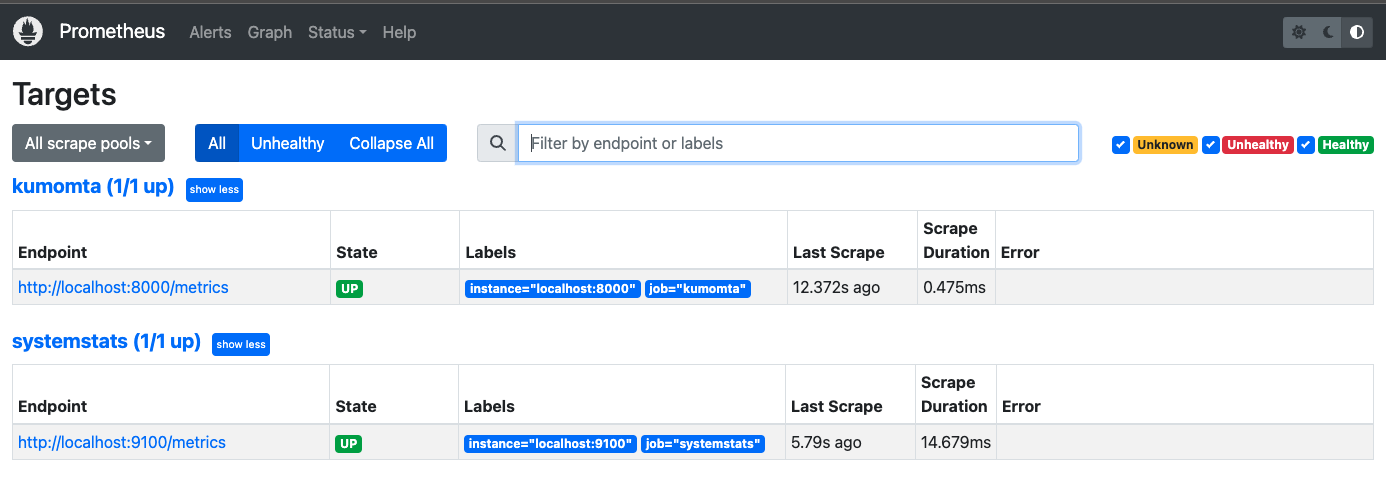 Prometheus Alerts Graph Status Help
Targets
All scrape pools All Unhealthy Collapse All Filter by endpoint or labels Unknown Unhealthy Healthy
kumomta (1/1 up) show less
Endpoint State Labels Last Scrape Scrape Duration Error
http://localhost:8000/metrics UP instance="localhost:8000" job="kumomta" 12.372s ago 0.475ms
systemstats (1/1 up) show less
Endpoint State Labels Last Scrape Scrape Duration Error
http://localhost:9100/metrics UP instance="localhost:9100" job="systemstats" 5.79s ago 14.679ms